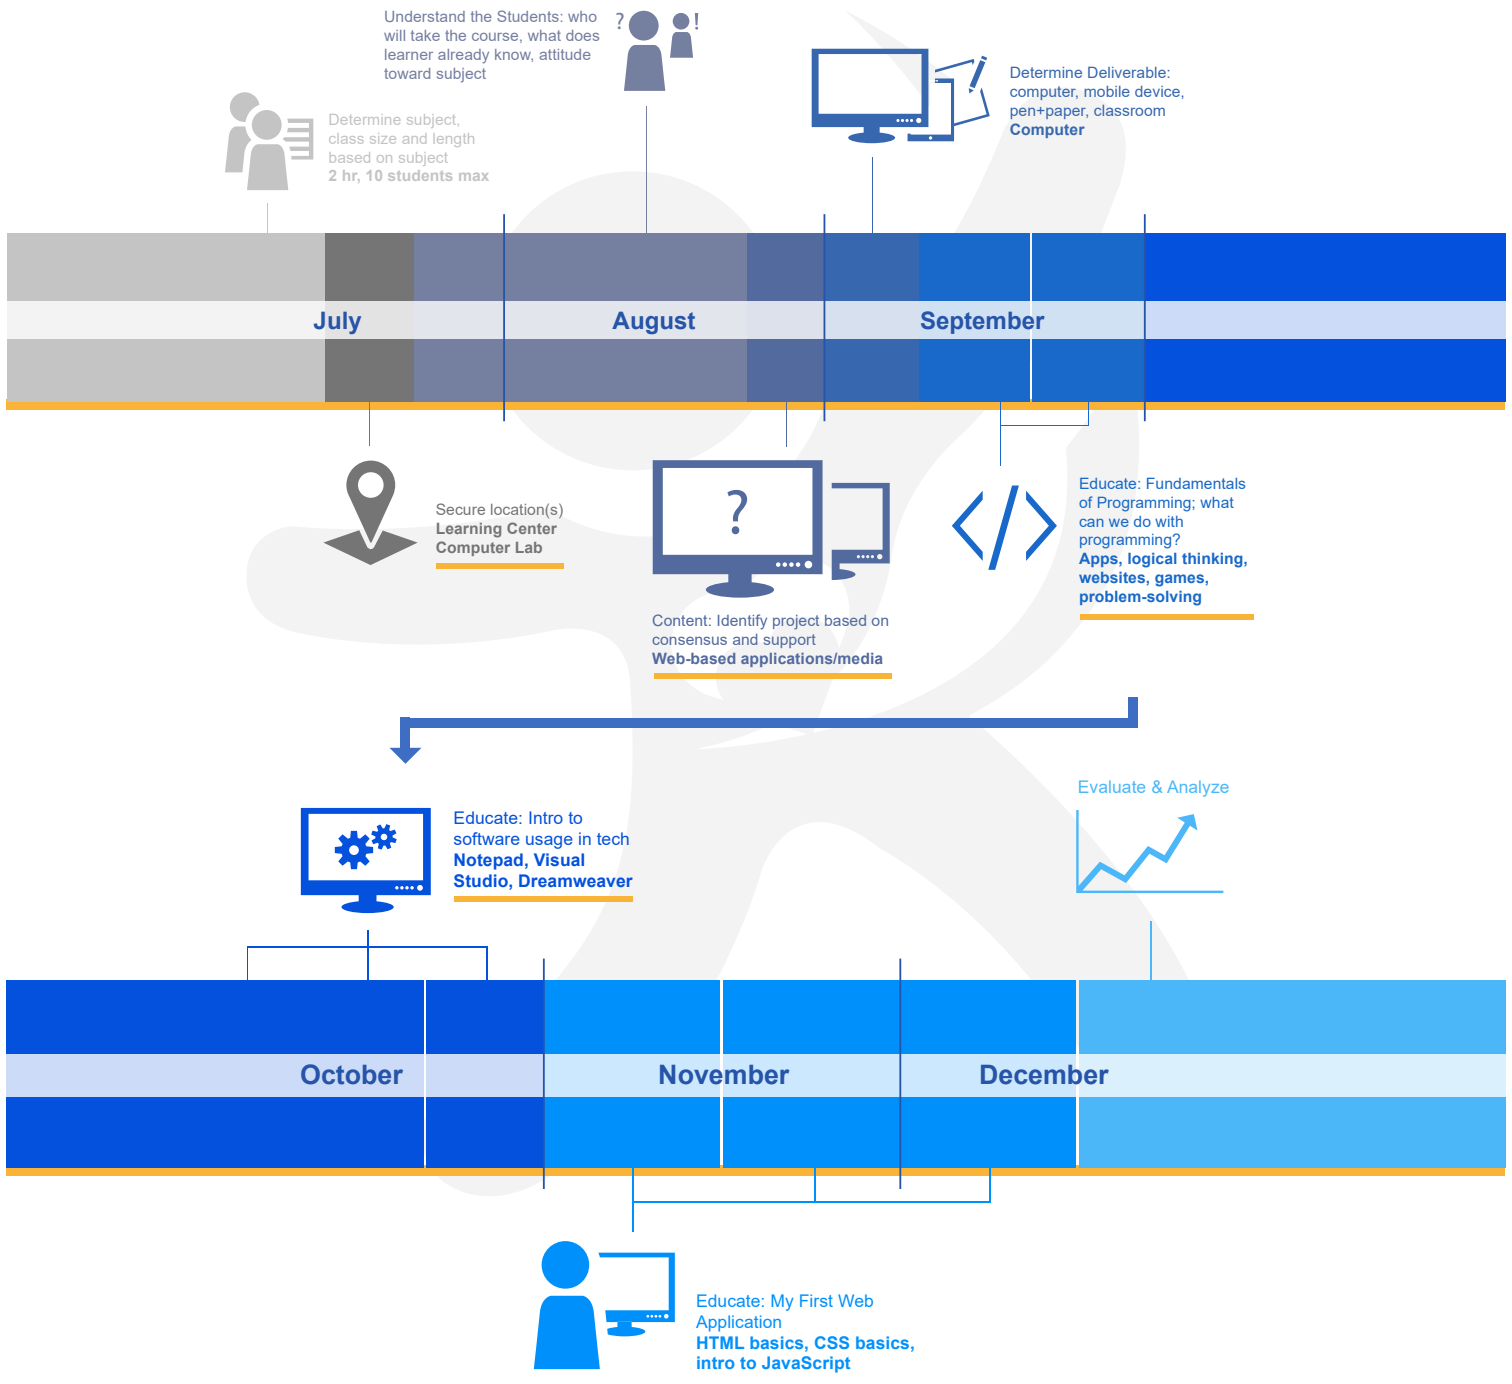 Understand the Students: who
will take the course, what does
learner already know, attitude
toward subject
? !
Determine Deliverable:
computer, mobile device,
pen+paper, classroom
Computer
Determine subject,
class size and length
based on subject
2 hr, 10 students max
July
August
September
Secure location(s)
Learning Center
Computer Lab
?
Content: Identify project based on
consensus and support
Web-based applications/media
</>
Educate: Fundamentals
of Programming; what
can we do with
programming?
Apps, logical thinking,
websites, games,
problem-solving
Educate: Intro to
software usage in tech
Notepad, Visual
Studio, Dreamweaver
Evaluate & Analyze
October
November
December
Educate: My First Web
Application
HTML basics, CSS basics,
intro to JavaScript